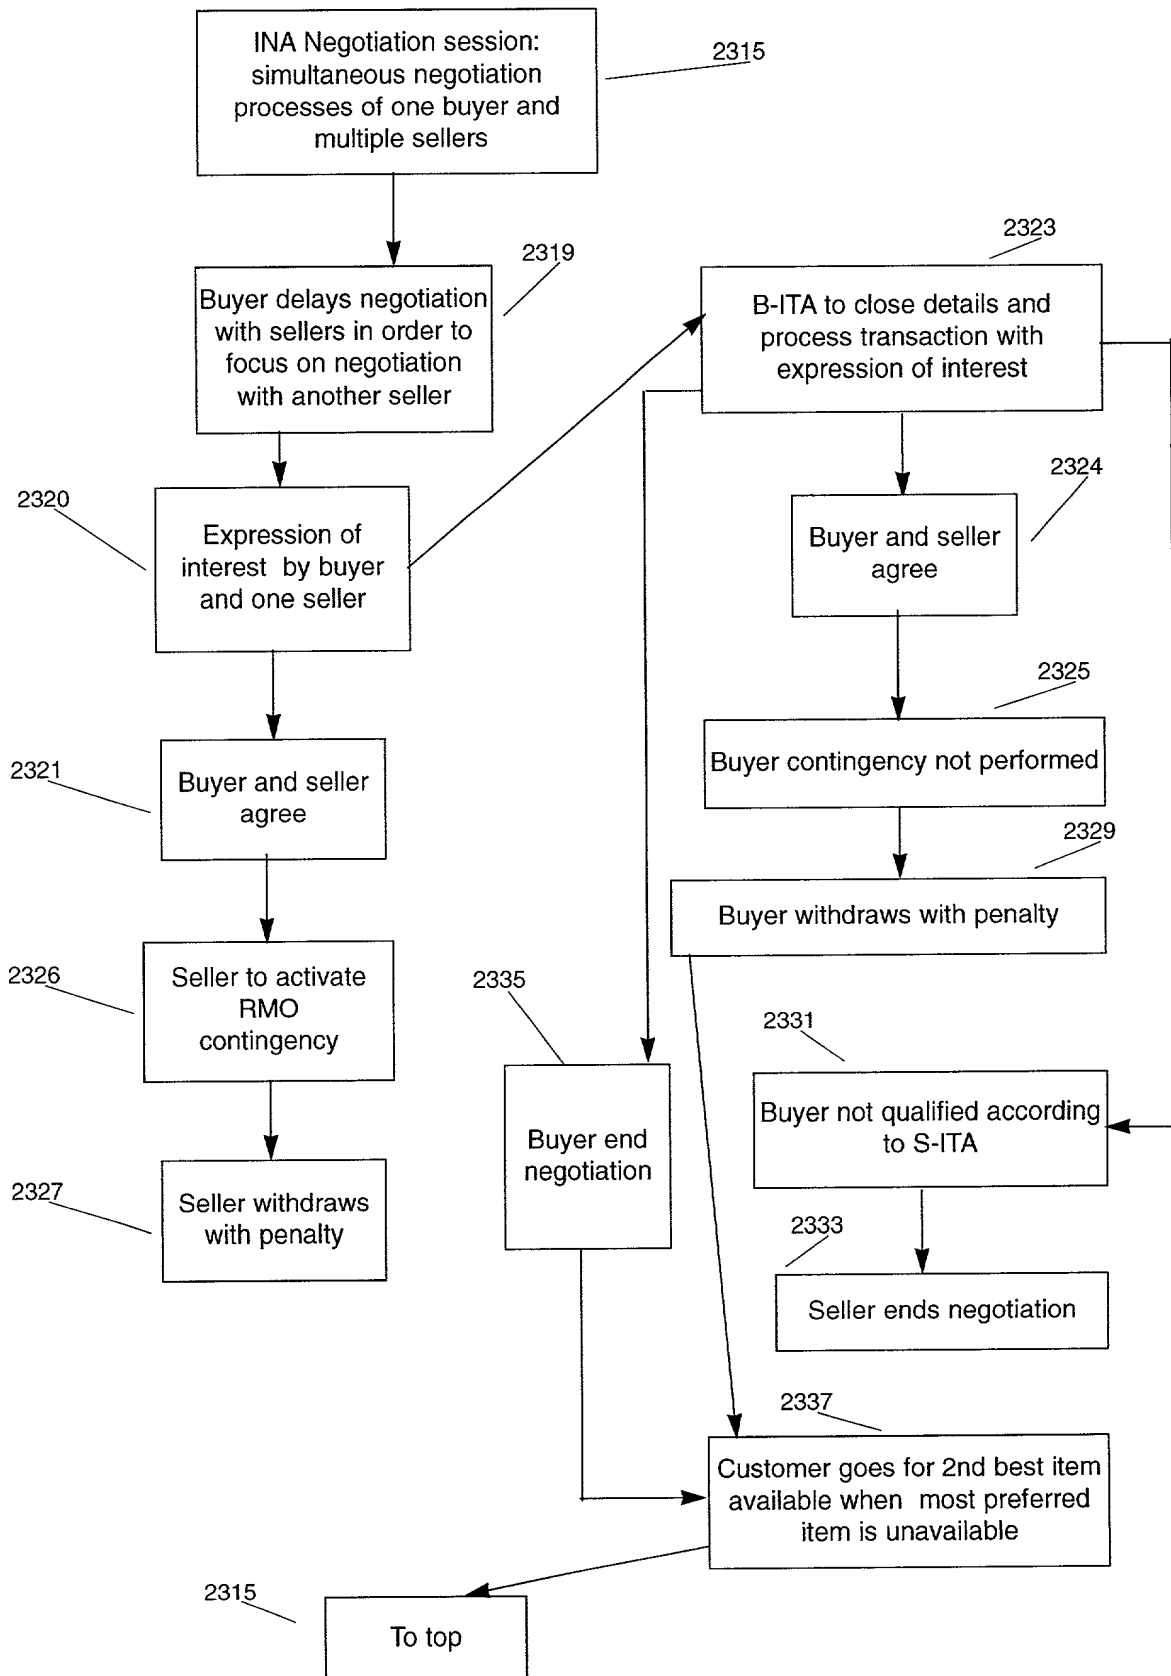 INA Negotiation session:
simultaneous negotiation
processes of one buyer and
multiple sellers
2315
2319
Buyer delays negotiation
with sellers in order to
focus on negotiation
with another seller
2320
Expression of
interest by buyer
and one seller
2321
Buyer and seller
agree
2326
Seller to activate
RMO
contingency
2327
Seller withdraws
with penalty
2323
B-ITA to close details and
process transaction with
expression of interest
2324
Buyer and seller
agree
2325
Buyer contingency not performed
2329
Buyer withdraws with penalty
2335
Buyer end
negotiation
2331
Buyer not qualified according
to S-ITA
2333
Seller ends negotiation
2337
Customer goes for 2nd best item
available when most preferred
item is unavailable
2315
To top